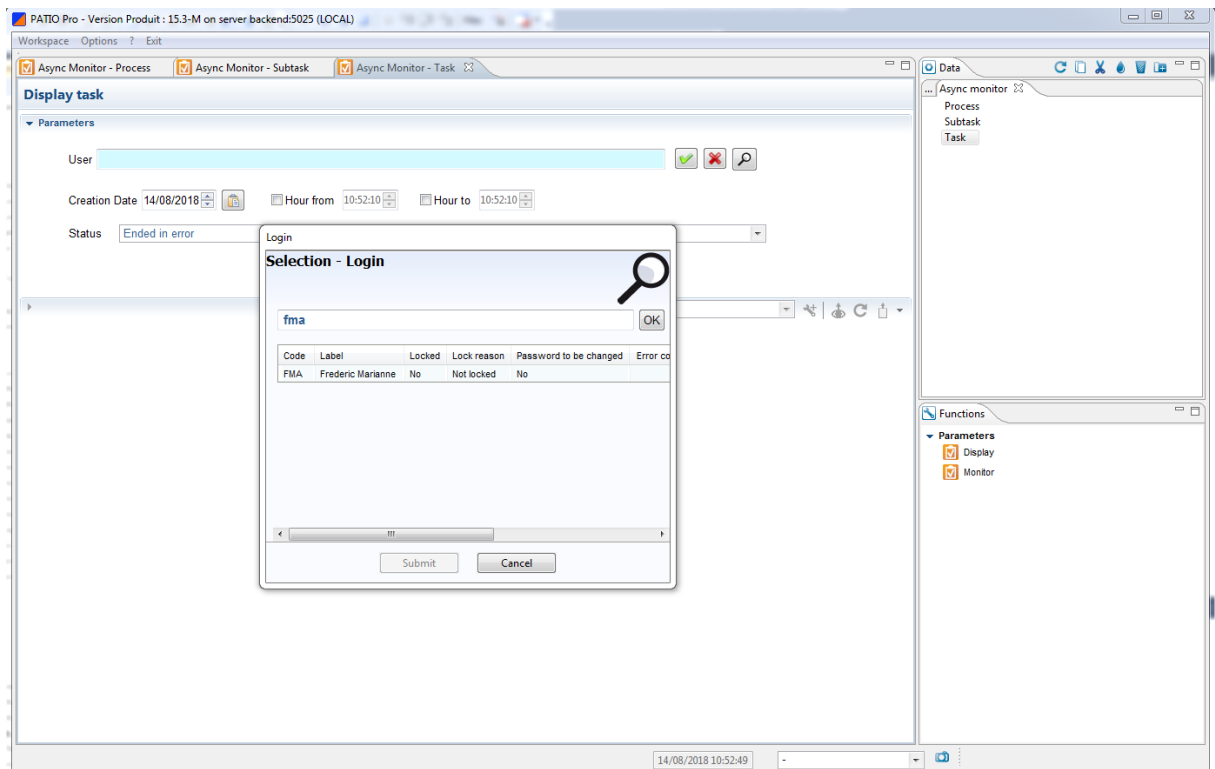 PATIO Pro - Version Produit : 15.3-M on server backend:5025 (LOCAL)
Workspace Options ? Exit
Async Monitor - Process Async Monitor - Subtask Async Monitor - Task
Display task
Parameters
User
Creation Date 14/08/2018 Hour from 10:52:10 Hour to 10:52:10
Status Ended in error
Login
Selection - Login
fma OK
Code Label Locked Lock reason Password to be changed Error co
FMA Frederic Marianne No Not locked No
Submit Cancel
Data
... Async monitor
Process
Subtask
Task
Functions
Parameters
Display
Monitor
14/08/2018 10:52:49 -